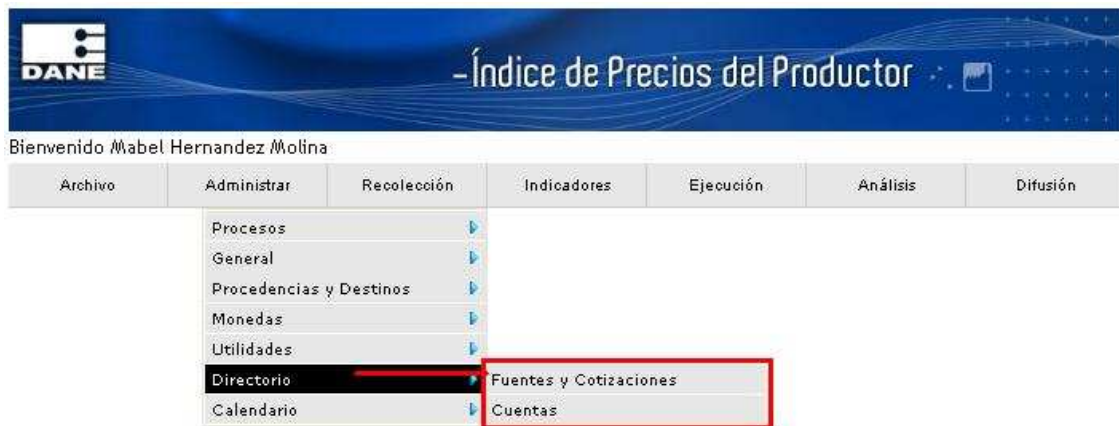 DANE
-Índice de Precios del Productor
Bienvenido Mabel Hernandez Molina
Archivo Administrar Recolección Indicadores Ejecución Análisis Difusión
Procesos
General
Procedencias y Destinos
Monedas
Utilidades
Directorio Fuentes y Cotizaciones
Calendario Cuentas